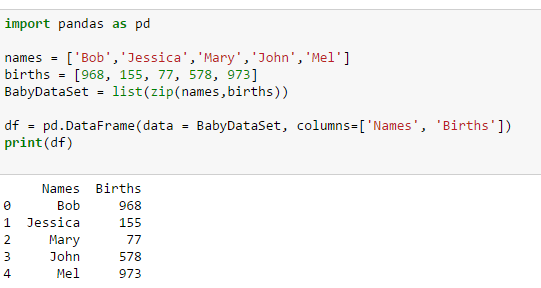 import pandas as pd
names = ['Bob','Jessica','Mary','John','Mel']
births = [968, 155, 77, 578, 973]
BabyDataSet = list(zip(names,births))
df = pd.DataFrame(data = BabyDataSet, columns=['Names', 'Births'])
print(df)
Names Births
0 Bob 968
1 Jessica 155
2 Mary 77
3 John 578
4 Mel 973